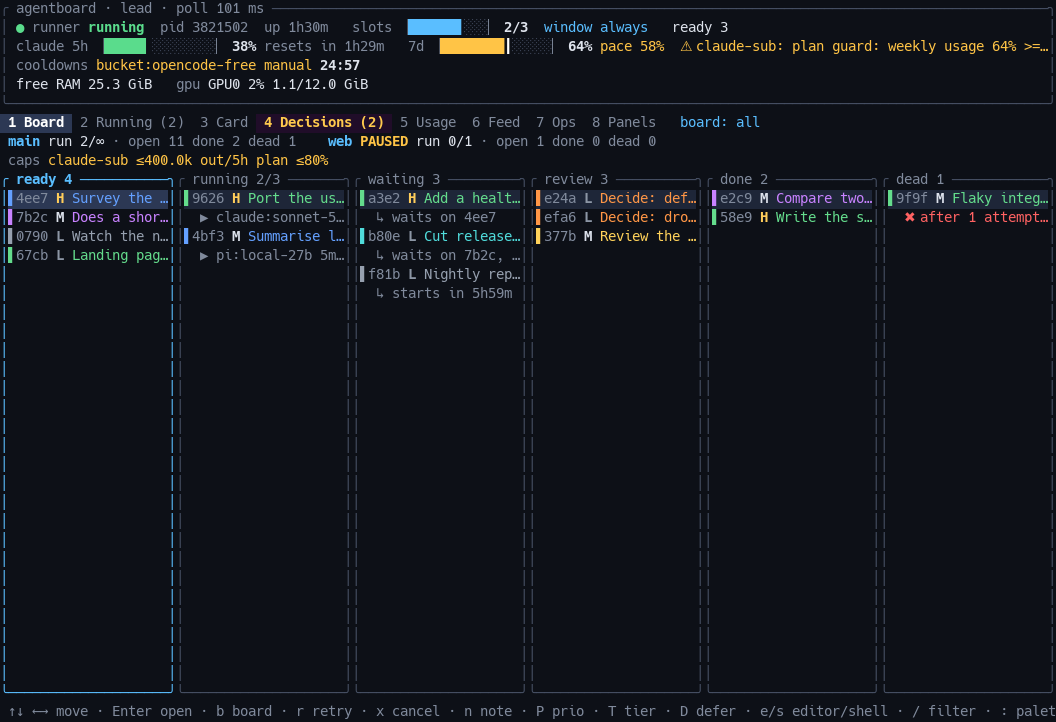 agentboard · lead · poll 101 ms
● runner running  pid 3821502  up 1h30m   slots  2/3  window always   ready 3
claude 5h  38% resets in 1h29m   7d  64% pace 58%  ⚠ claude-sub: plan guard: weekly usage 64% >=…
cooldowns bucket:opencode-free manual 24:57
free RAM 25.3 GiB   gpu GPU0 2% 1.1/12.0 GiB
1 Board  2 Running (2)  3 Card  4 Decisions (2)  5 Usage  6 Feed  7 Ops  8 Panels   board: all
main run 2/∞ · open 11 done 2 dead 1    web PAUSED run 0/1 · open 1 done 0 dead 0
caps claude-sub ≤400.0k out/5h plan ≤80%
ready 4
4ee7 H Survey the …
7b2c M Does a shor…
0790 L Watch the n…
67cb L Landing pag…
running 2/3
9626 H Port the us…
▶ claude:sonnet-5…
4bf3 M Summarise l…
▶ pi:local-27b 5m…
waiting 3
a3e2 H Add a healt…
↳ waits on 4ee7
b80e L Cut release…
↳ waits on 7b2c, …
f81b L Nightly rep…
↳ starts in 5h59m
review 3
e24a L Decide: def…
efa6 L Decide: dro…
377b M Review the …
done 2
e2c9 M Compare two…
58e9 H Write the s…
dead 1
9f9f M Flaky integ…
✖ after 1 attempt…
↑↓ ←→ move · Enter open · b board · r retry · x cancel · n note · P prio · T tier · D defer · e/s editor/shell · / filter · : palet